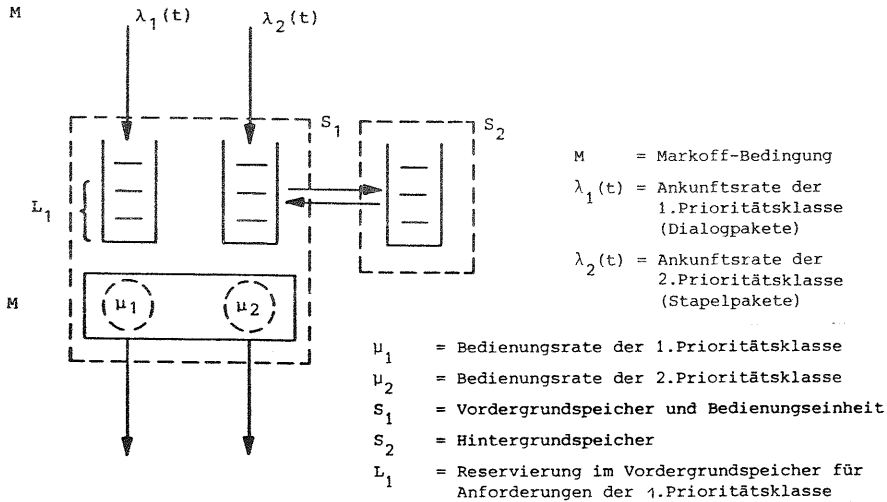 M
λ₁(t) λ₂(t)
S₁
S₂
L₁
M = Markoff-Bedingung
λ₁(t) = Ankunftsrate der
1.Prioritätsklasse
(Dialogpakete)
λ₂(t) = Ankunftsrate der
2.Prioritätsklasse
(Stapelpakete)
M
μ₁ μ₂
μ₁ = Bedienungsrate der 1.Prioritätsklasse
μ₂ = Bedienungsrate der 2.Prioritätsklasse
S₁ = Vordergrundspeicher und Bedienungseinheit
S₂ = Hintergrundspeicher
L₁ = Reservierung im Vordergrundspeicher für
Anforderungen der 1.Prioritätsklasse